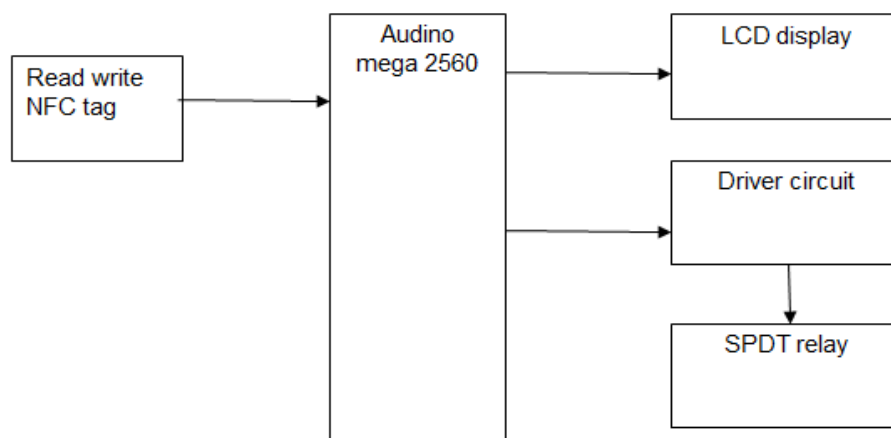 Read write
NFC tag
Audino
mega 2560
LCD display
Driver circuit
SPDT relay